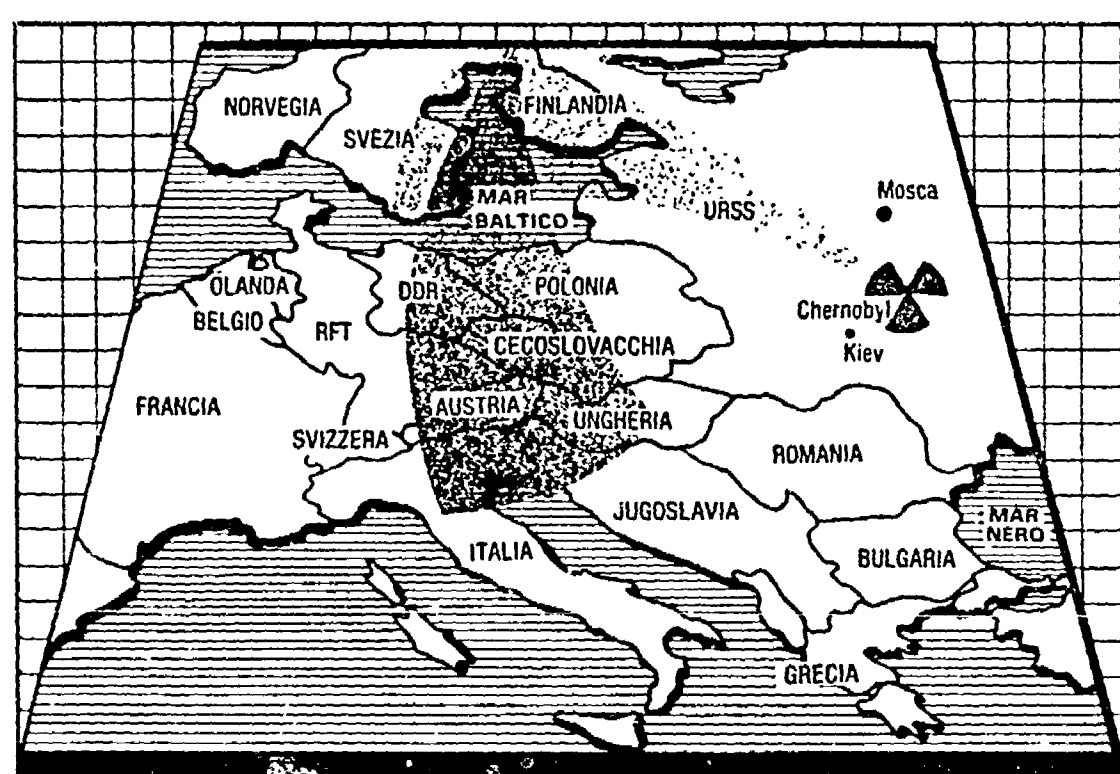 NORVEGIA
FINLANDIA
SVEZIA
Mosca
MAR
BALTICO
URSS
OLANDA
DDR
POLONIA
Chernobyl
BELGIO
RFT
CECOSLOVACCHIA
Kiev
FRANCIA
AUSTRIA
UNGHERIA
SVIZZERA
ROMANIA
JUGOSLAVIA
MAR
NERO
ITALIA
BULGARIA
GRECIA